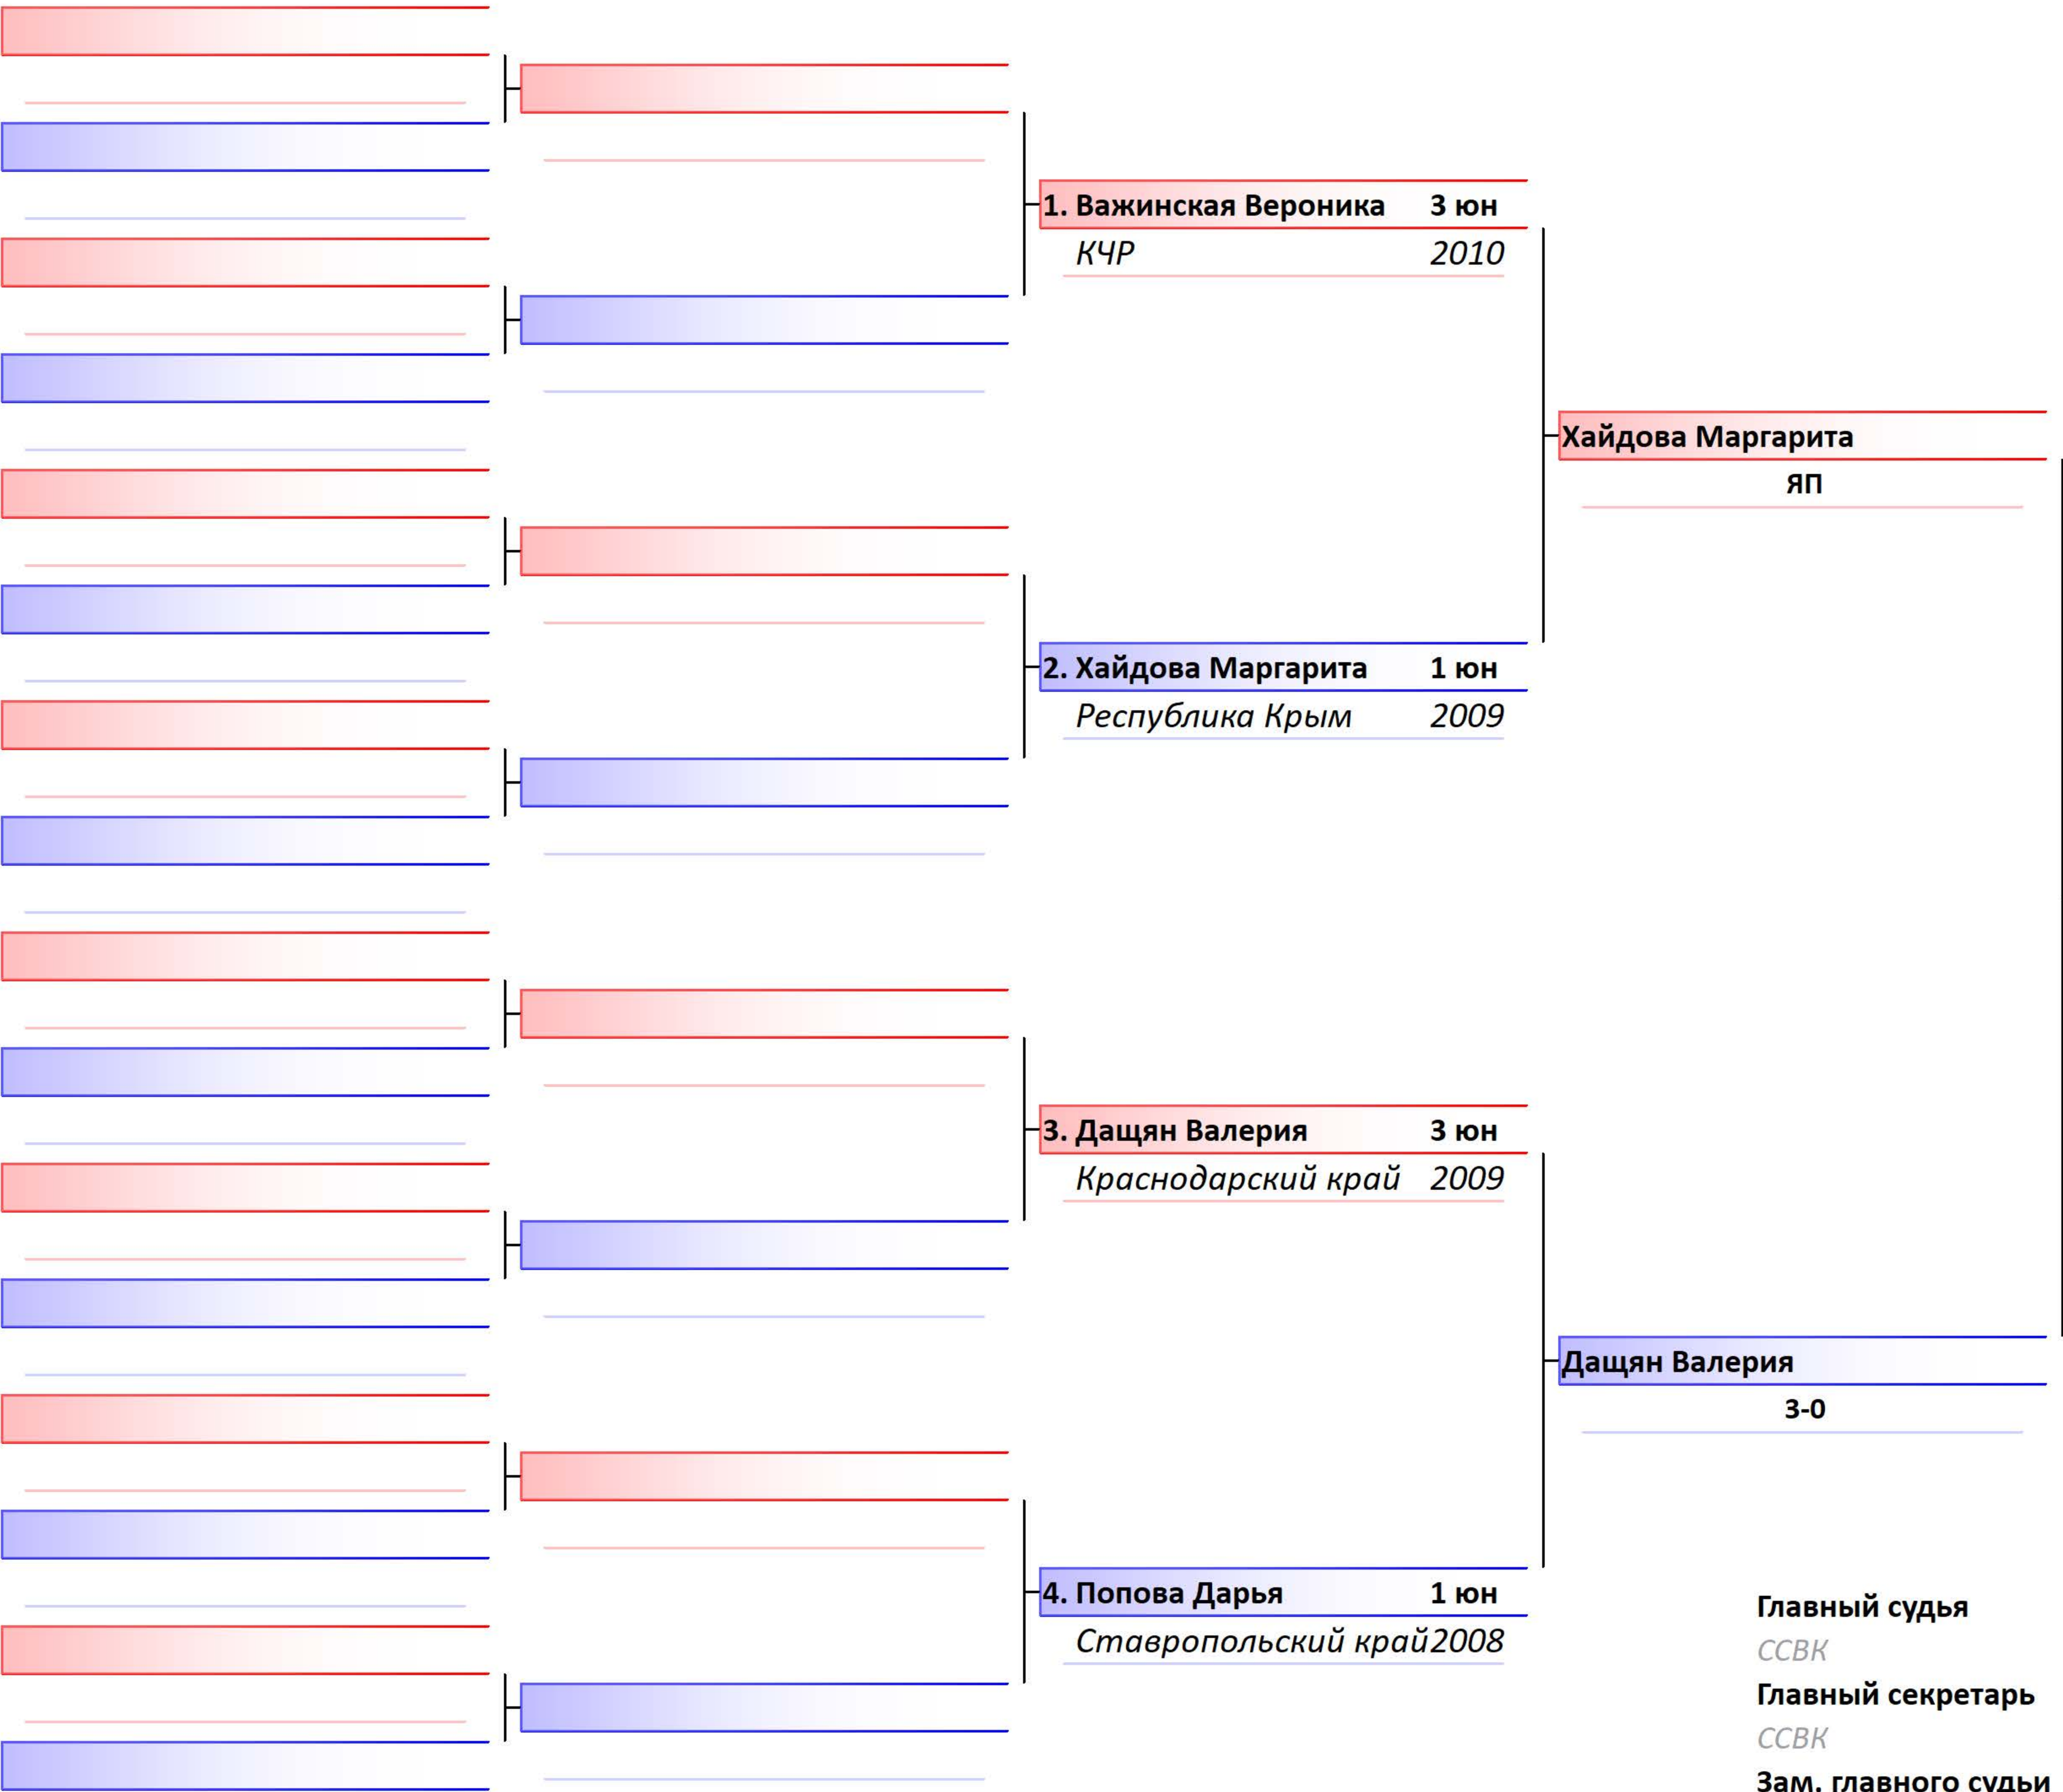 1. Важинская Вероника 3 юн
КЧР 2010
Хайдова Маргарита
ЯП
2. Хайдова Маргарита 1 юн
Республика Крым 2009
3. Дащян Валерия 3 юн
Краснодарский край 2009
Дащян Валерия
3-0
4. Попова Дарья 1 юн
Ставропольский край 2008
Главный судья
ССВК
Главный секретарь
ССВК
Зам. главного судьи